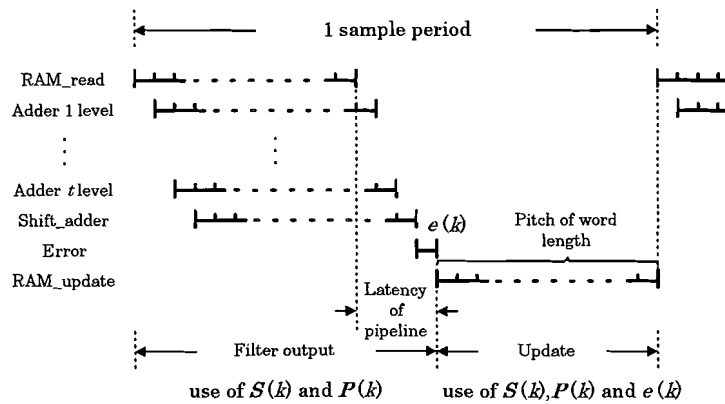 1 sample period
RAM_read
Adder 1 level
Adder t level
Shift_adder
e(k)
Error
Pitch of word
length
RAM_update
Latency
of
pipeline
Filter output
Update
use of S(k) and P(k)
use of S(k),P(k) and e(k)